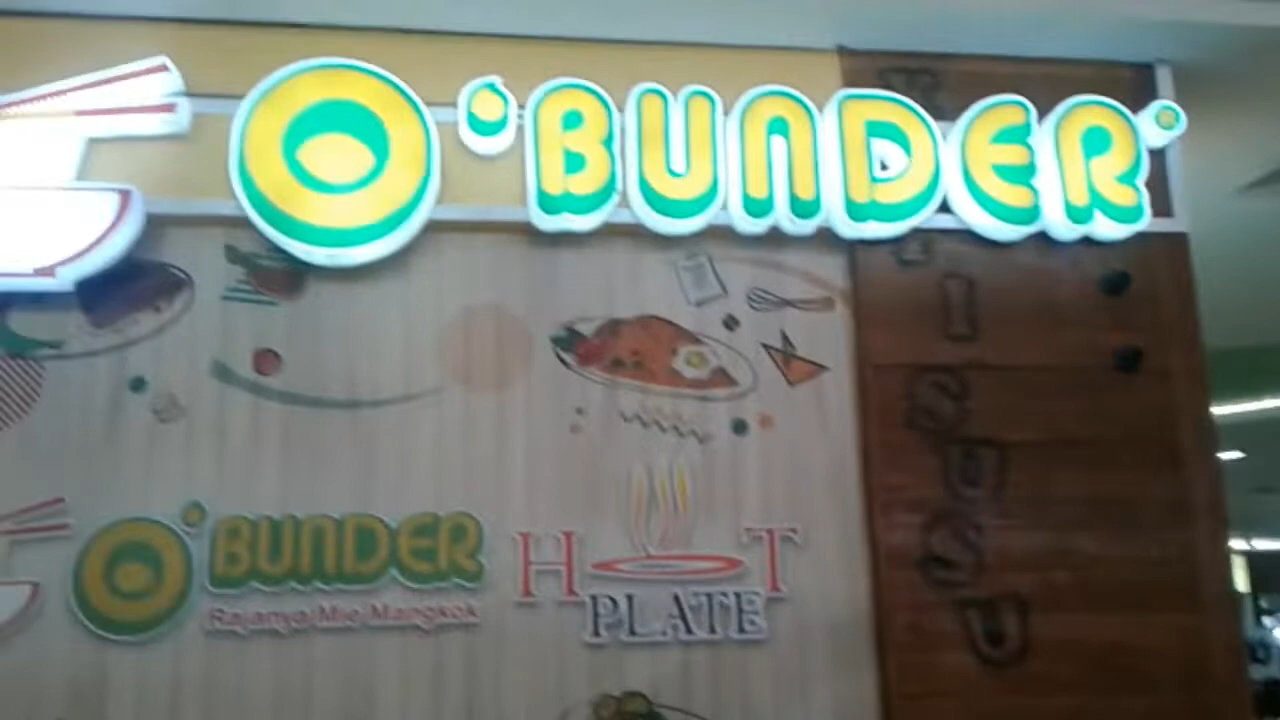 O'BUNDER
O'BUNDER
Rajanya Mie Mangkok
HOT
PLATE